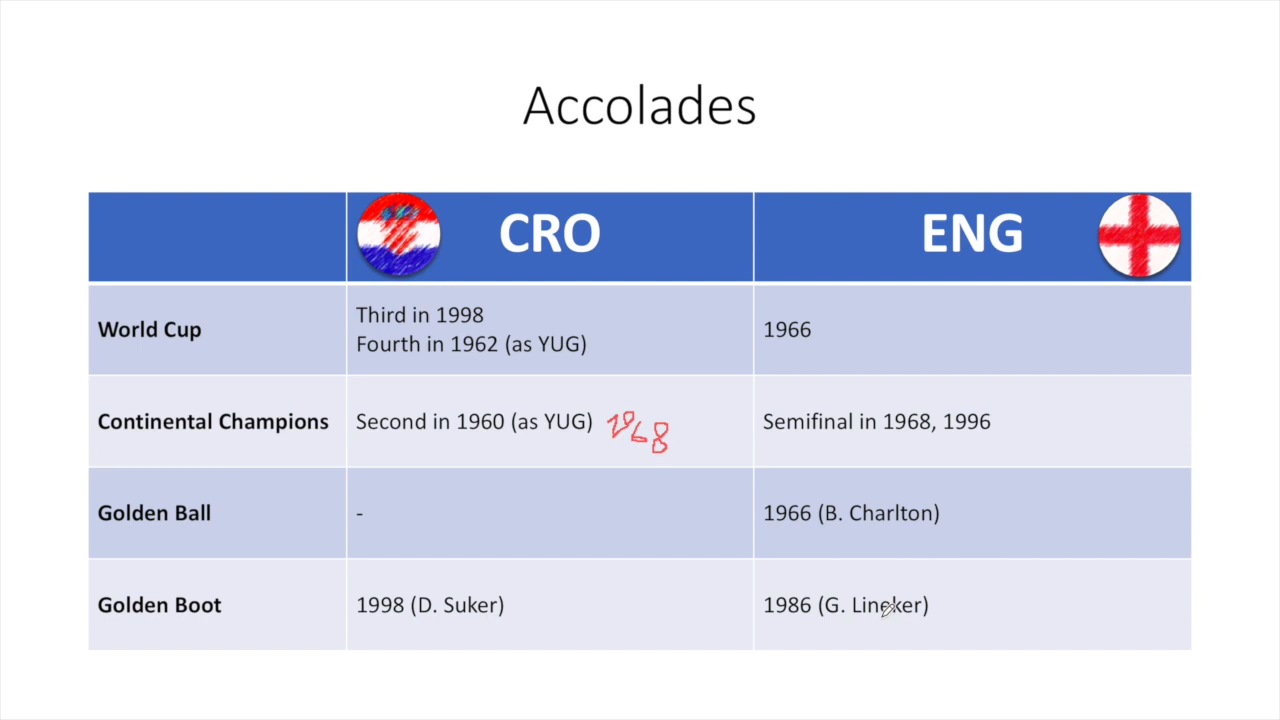 Accolades
CRO
ENG
World Cup
Third in 1998
Fourth in 1962 (as YUG)
1966
Continental Champions
Second in 1960 (as YUG)
1968
Semifinal in 1968, 1996
Golden Ball
-
1966 (B. Charlton)
Golden Boot
1998 (D. Suker)
1986 (G. Lineker)